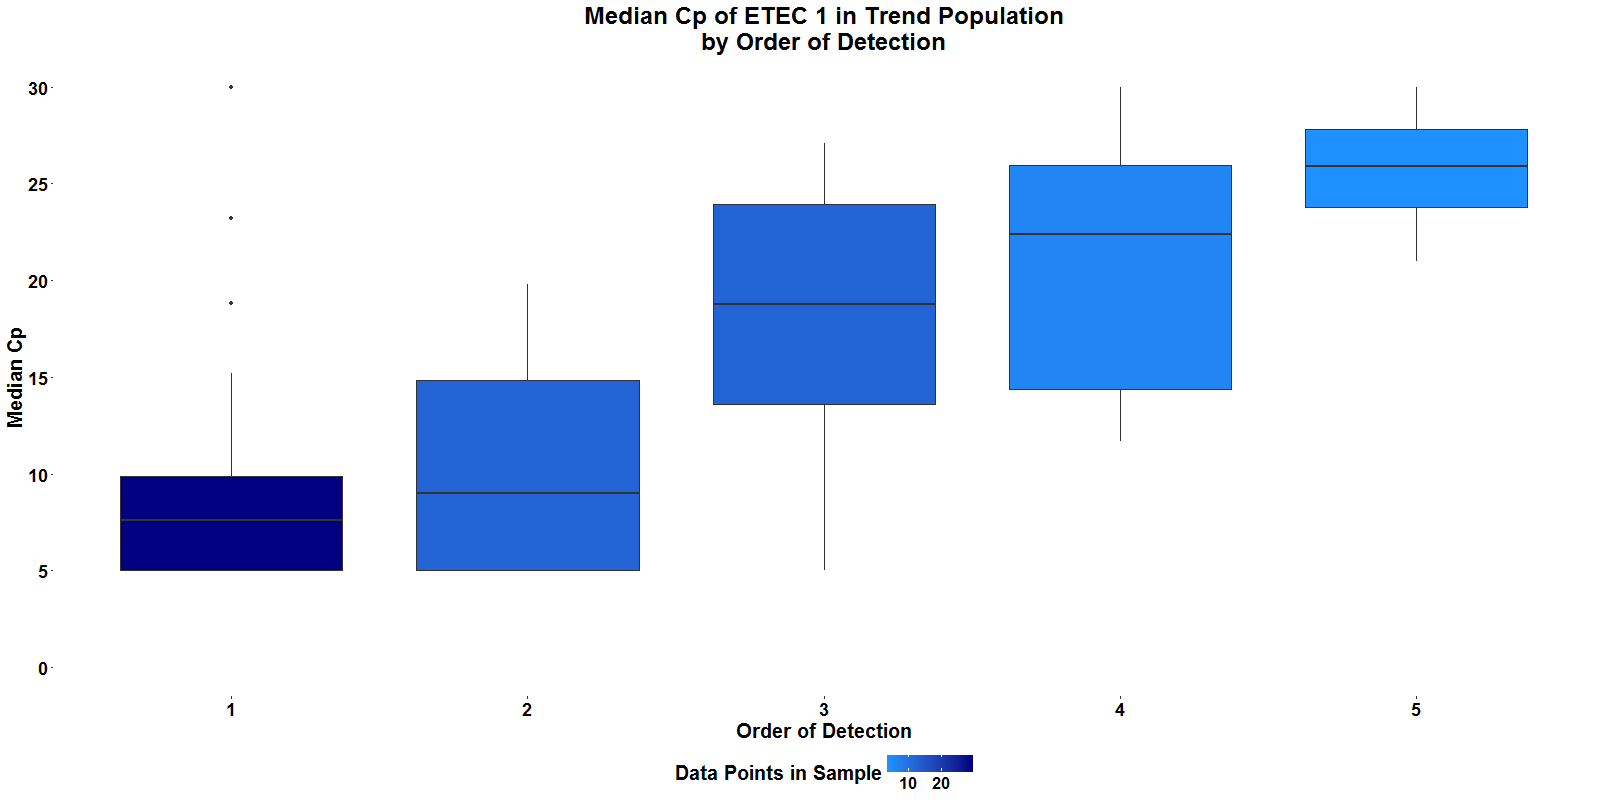 Median Cp of ETEC 1 in Trend Population
by Order of Detection
30
25
20
15
10
5
0
Median Cp
1 2 3 4 5
Order of Detection
Data Points in Sample
10 20